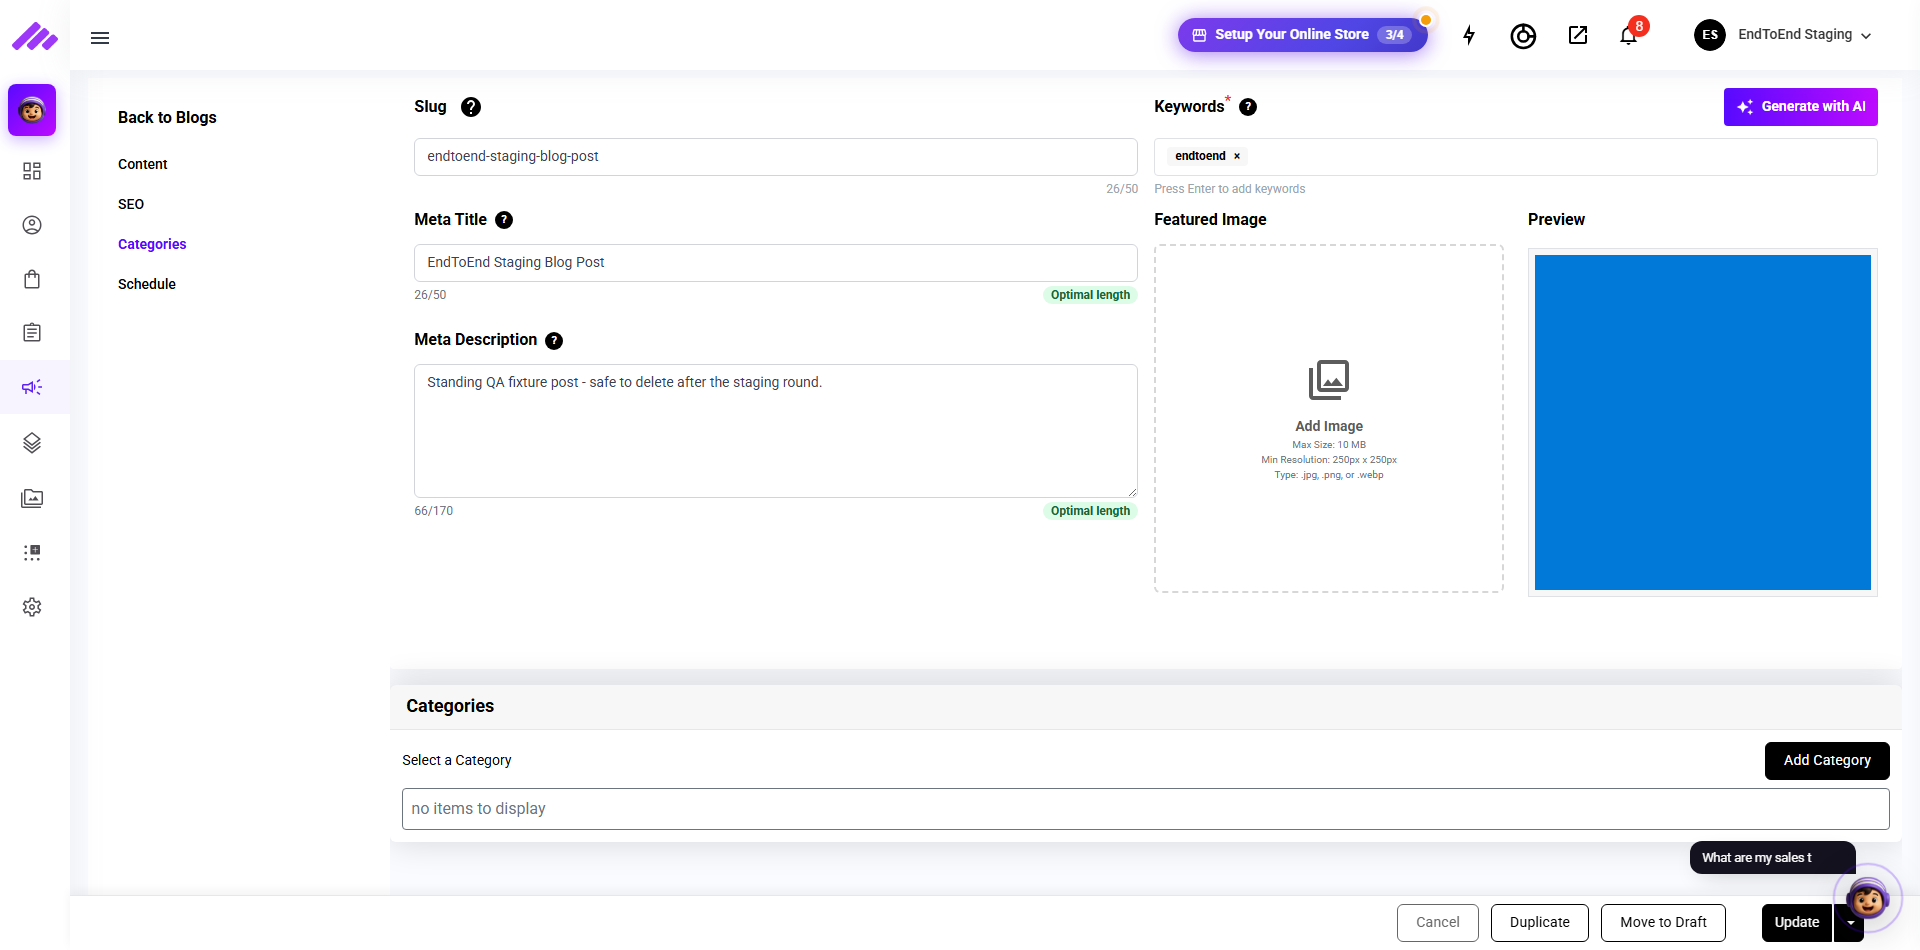 Setup Your Online Store 3/4
8
ES
EndToEnd Staging
Back to Blogs
Content
SEO
Categories
Schedule
Slug ?
endtoend-staging-blog-post
26/50
Meta Title ?
EndToEnd Staging Blog Post
26/50
Optimal length
Meta Description ?
Standing QA fixture post - safe to delete after the staging round.
66/170
Optimal length
Keywords* ?
Generate with AI
endtoend ×
Press Enter to add keywords
Featured Image
Add Image
Max Size: 10 MB
Min Resolution: 250px x 250px
Type: .jpg, .png, or .webp
Preview
Categories
Select a Category
Add Category
no items to display
What are my sales t
Cancel
Duplicate
Move to Draft
Update